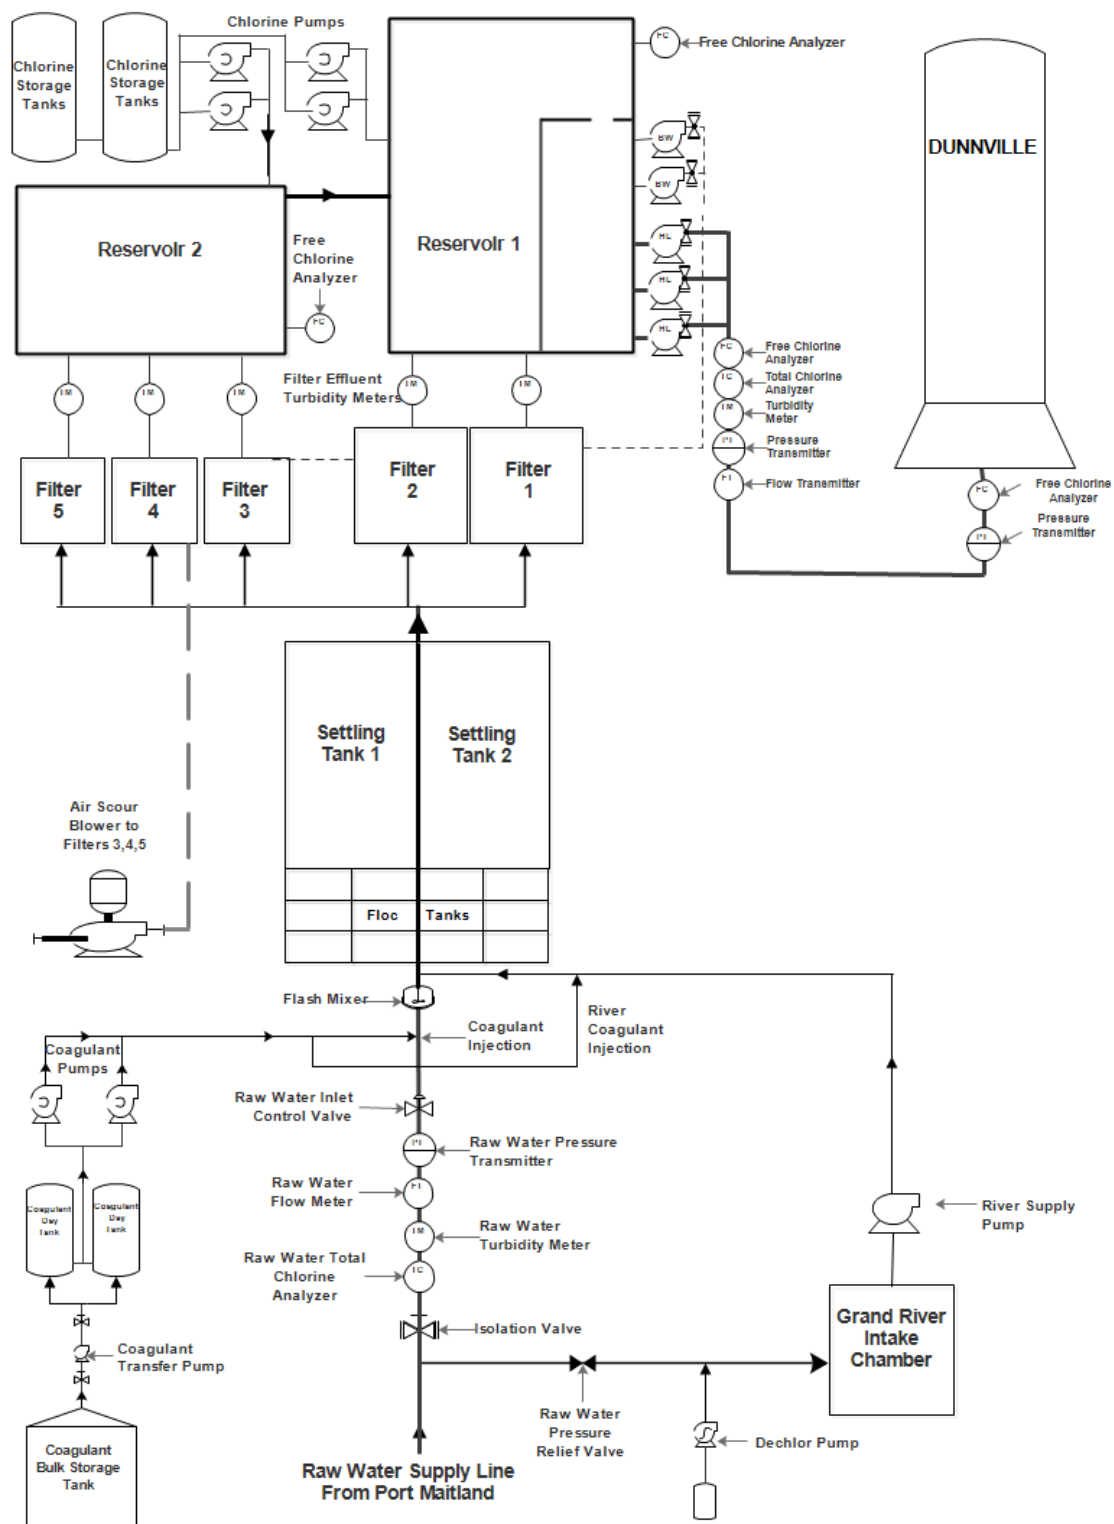 Chlorine Pumps
Chlorine
Storage
Tanks
Chlorine
Storage
Tanks
FC
Free Chlorine Analyzer
DUNNVILLE
BW
BW
Reservoir 2
Reservoir 1
Free
Chlorine
Analyzer
FC
HL
HL
HL
FC
Free Chlorine
Analyzer
TC
Total Chlorine
Analyzer
TM
Turbidity
Meter
PT
Pressure
Transmitter
FT
Flow Transmitter
TM
TM
TM
Filter Effluent
Turbidity Meters
TM
TM
Filter
5
Filter
4
Filter
3
Filter
2
Filter
1
FC
Free Chlorine
Analyzer
PT
Pressure
Transmitter
Settling
Tank 1
Settling
Tank 2
Air Scour
Blower to
Filters 3,4,5
Floc Tanks
Flash Mixer
Coagulant
Injection
River
Coagulant
Injection
Coagulant
Pumps
Raw Water Inlet
Control Valve
PT
Raw Water Pressure
Transmitter
Raw Water
Flow Meter
FT
TM
Raw Water
Turbidity Meter
Raw Water Total
Chlorine
Analyzer
TC
Coagulant
Day
Tank
Coagulant
Day
Tank
River Supply
Pump
Isolation Valve
Grand River
Intake
Chamber
Coagulant
Transfer Pump
Raw Water
Pressure
Relief Valve
Dechlor Pump
Coagulant
Bulk Storage
Tank
Raw Water Supply Line
From Port Maitland